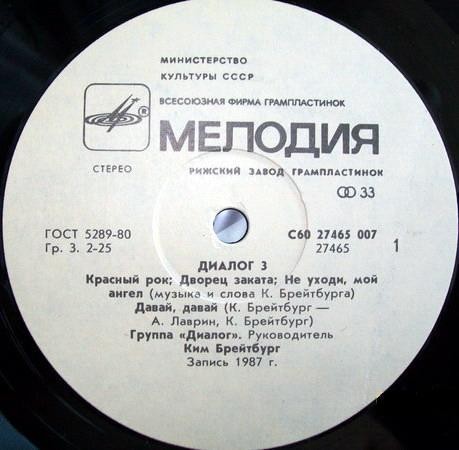 МИНИСТЕРСТВО
КУЛЬТУРЫ СССР
ВСЕСОЮЗНАЯ ФИРМА ГРАМПЛАСТИНОК
®
МЕЛОДИЯ
СТЕРЕО
РИЖСКИЙ ЗАВОД ГРАМПЛАСТИНОК
33
ГОСТ 5289-80
Гр. 3. 2-25
С60 27465 007
27465
1
ДИАЛОГ 3
Красный рок; Дворец заката; Не уходи, мой
ангел (музыка и слова К. Брейтбурга)
Давай, давай (К. Брейтбург —
А. Лаврин, К. Брейтбург)
Группа «Диалог». Руководитель
Ким Брейтбург
Запись 1987 г.